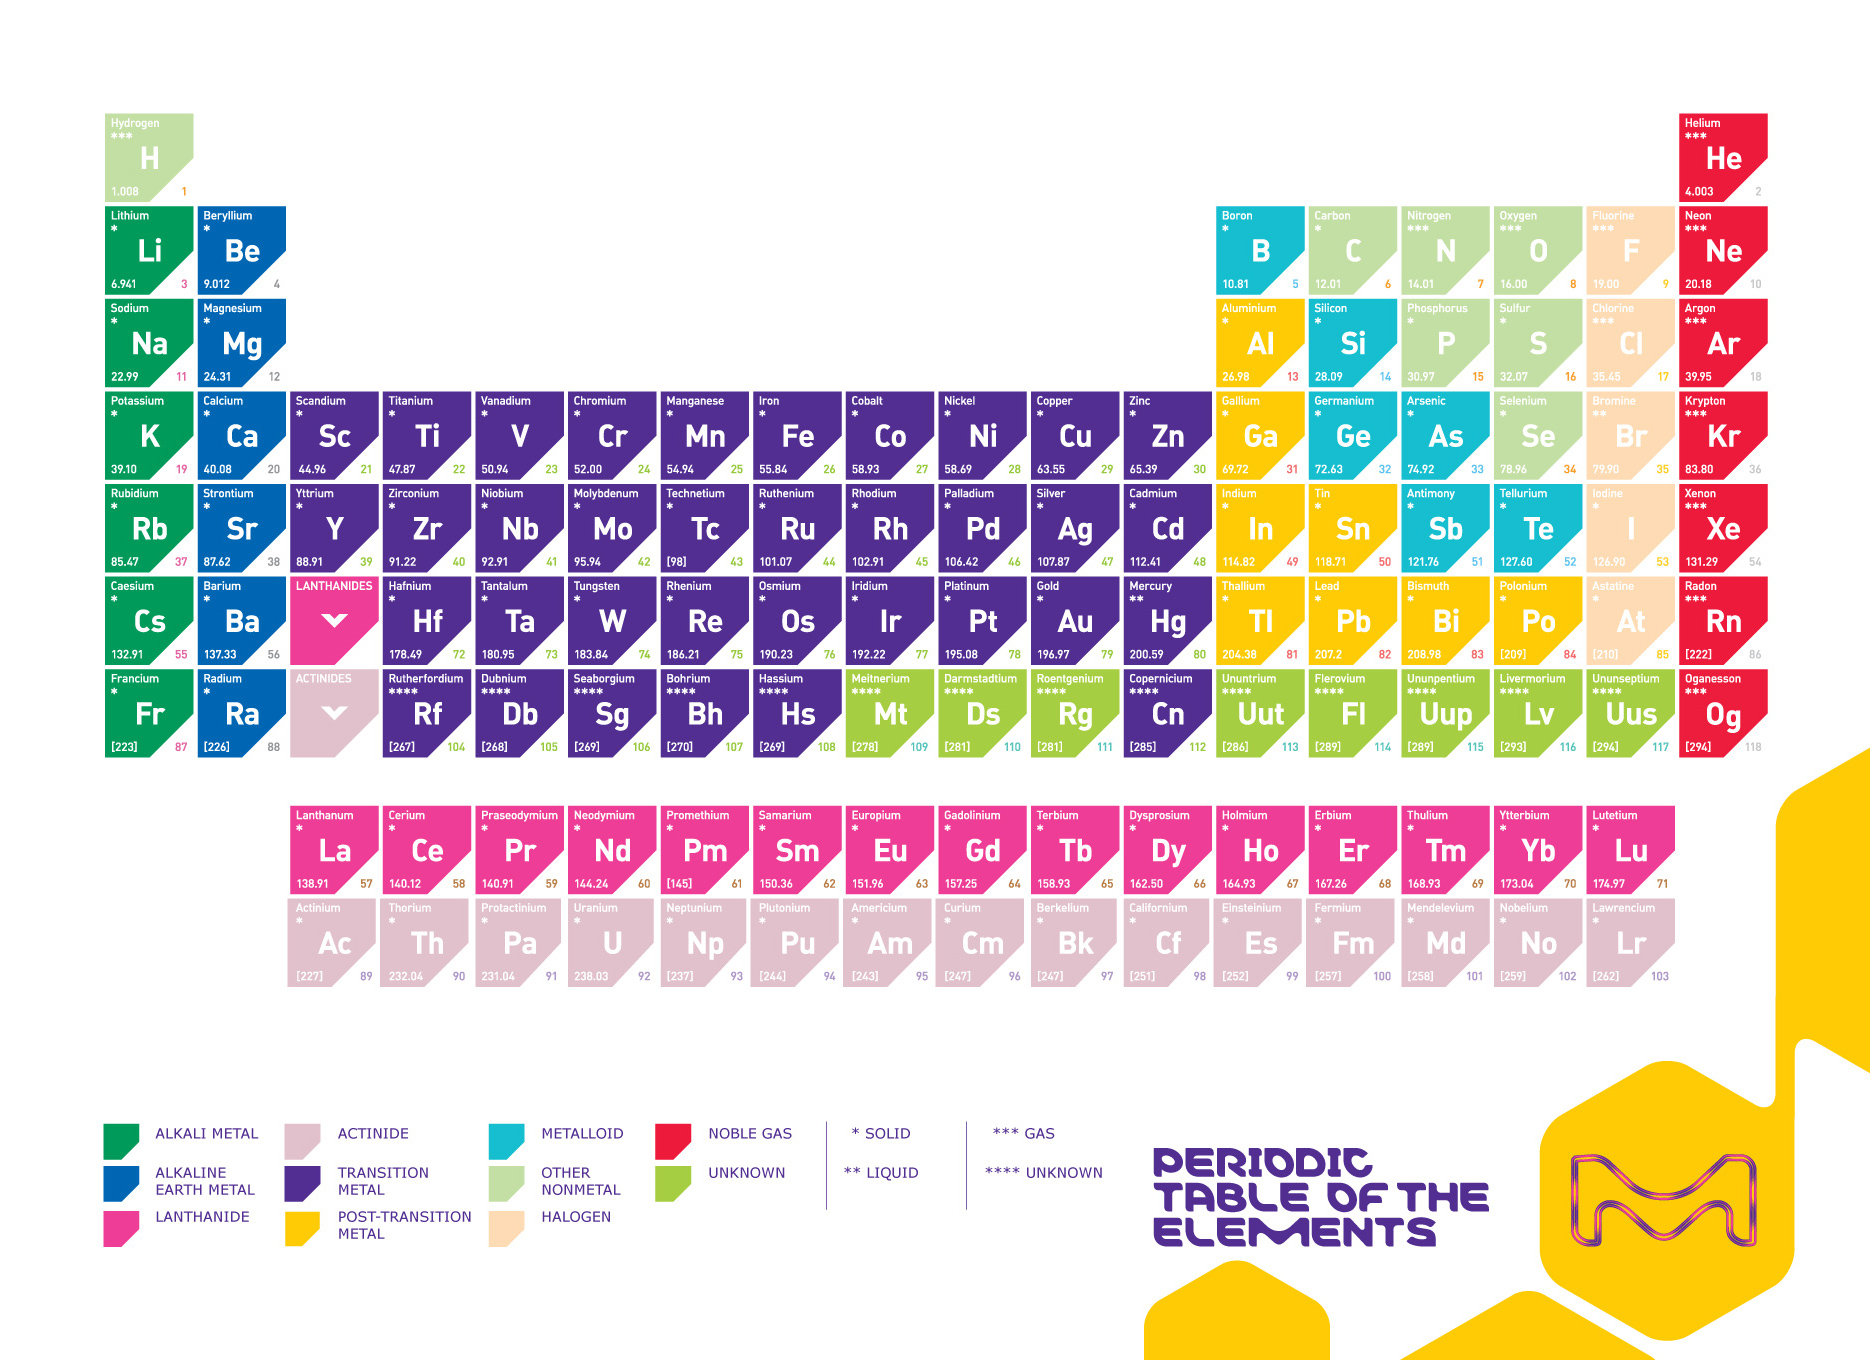 Hydrogen
***
H
1.008 1
Helium
***
He
4.003 2
Lithium
*
Li
6.941 3
Beryllium
*
Be
9.012 4
Boron
*
B
10.81 5
Carbon
*
C
12.01 6
Nitrogen
***
N
14.01 7
Oxygen
***
O
16.00 8
Fluorine
***
F
19.00 9
Neon
***
Ne
20.18 10
Sodium
*
Na
22.99 11
Magnesium
*
Mg
24.31 12
Aluminium
*
Al
26.98 13
Silicon
*
Si
28.09 14
Phosphorus
*
P
30.97 15
Sulfur
*
S
32.07 16
Chlorine
***
Cl
35.45 17
Argon
***
Ar
39.95 18
Potassium
*
K
39.10 19
Calcium
*
Ca
40.08 20
Scandium
*
Sc
44.96 21
Titanium
*
Ti
47.87 22
Vanadium
*
V
50.94 23
Chromium
*
Cr
52.00 24
Manganese
*
Mn
54.94 25
Iron
*
Fe
55.84 26
Cobalt
*
Co
58.93 27
Nickel
*
Ni
58.69 28
Copper
*
Cu
63.55 29
Zinc
*
Zn
65.39 30
Gallium
*
Ga
69.72 31
Germanium
*
Ge
72.63 32
Arsenic
*
As
74.92 33
Selenium
*
Se
78.96 34
Bromine
**
Br
79.90 35
Krypton
***
Kr
83.80 36
Rubidium
*
Rb
85.47 37
Strontium
*
Sr
87.62 38
Yttrium
*
Y
88.91 39
Zirconium
*
Zr
91.22 40
Niobium
*
Nb
92.91 41
Molybdenum
*
Mo
95.94 42
Technetium
*
Tc
[98] 43
Ruthenium
*
Ru
101.07 44
Rhodium
*
Rh
102.91 45
Palladium
*
Pd
106.42 46
Silver
*
Ag
107.87 47
Cadmium
*
Cd
112.41 48
Indium
*
In
114.82 49
Tin
*
Sn
118.71 50
Antimony
*
Sb
121.76 51
Tellurium
*
Te
127.60 52
Iodine
*
I
126.90 53
Xenon
***
Xe
131.29 54
Caesium
*
Cs
132.91 55
Barium
*
Ba
137.33 56
LANTHANIDES
Hafnium
*
Hf
178.49 72
Tantalum
*
Ta
180.95 73
Tungsten
*
W
183.84 74
Rhenium
*
Re
186.21 75
Osmium
*
Os
190.23 76
Iridium
*
Ir
192.22 77
Platinum
*
Pt
195.08 78
Gold
*
Au
196.97 79
Mercury
**
Hg
200.59 80
Thallium
*
Tl
204.38 81
Lead
*
Pb
207.2 82
Bismuth
*
Bi
208.98 83
Polonium
*
Po
[209] 84
Astatine
*
At
[210] 85
Radon
***
Rn
[222] 86
Francium
*
Fr
[223] 87
Radium
*
Ra
[226] 88
ACTINIDES
Rutherfordium
****
Rf
[267] 104
Dubnium
****
Db
[268] 105
Seaborgium
****
Sg
[269] 106
Bohrium
****
Bh
[270] 107
Hassium
****
Hs
[269] 108
Meitnerium
****
Mt
[278] 109
Darmstadtium
****
Ds
[281] 110
Roentgenium
****
Rg
[281] 111
Copernicium
****
Cn
[285] 112
Ununtrium
****
Uut
[286] 113
Flerovium
****
Fl
[289] 114
Ununpentium
****
Uup
[289] 115
Livermorium
****
Lv
[293] 116
Ununseptium
****
Uus
[294] 117
Oganesson
***
Og
[294] 118
Lanthanum
*
La
138.91 57
Cerium
*
Ce
140.12 58
Praseodymium
*
Pr
140.91 59
Neodymium
*
Nd
144.24 60
Promethium
*
Pm
[145] 61
Samarium
*
Sm
150.36 62
Europium
*
Eu
151.96 63
Gadolinium
*
Gd
157.25 64
Terbium
*
Tb
158.93 65
Dysprosium
*
Dy
162.50 66
Holmium
*
Ho
164.93 67
Erbium
*
Er
167.26 68
Thulium
*
Tm
168.93 69
Ytterbium
*
Yb
173.04 70
Lutetium
*
Lu
174.97 71
Actinium
*
Ac
[227] 89
Thorium
*
Th
232.04 90
Protactinium
*
Pa
231.04 91
Uranium
*
U
238.03 92
Neptunium
*
Np
[237] 93
Plutonium
*
Pu
[244] 94
Americium
*
Am
[243] 95
Curium
*
Cm
[247] 96
Berkelium
*
Bk
[247] 97
Californium
*
Cf
[251] 98
Einsteinium
*
Es
[252] 99
Fermium
*
Fm
[257] 100
Mendelevium
*
Md
[258] 101
Nobelium
*
No
[259] 102
Lawrencium
*
Lr
[262] 103
ALKALI METAL
ALKALINE
EARTH METAL
LANTHANIDE
ACTINIDE
TRANSITION
METAL
POST-TRANSITION
METAL
METALLOID
OTHER
NONMETAL
HALOGEN
NOBLE GAS
UNKNOWN
* SOLID
** LIQUID
*** GAS
**** UNKNOWN
PERIODIC
TABLE OF THE
ELEMENTS
M